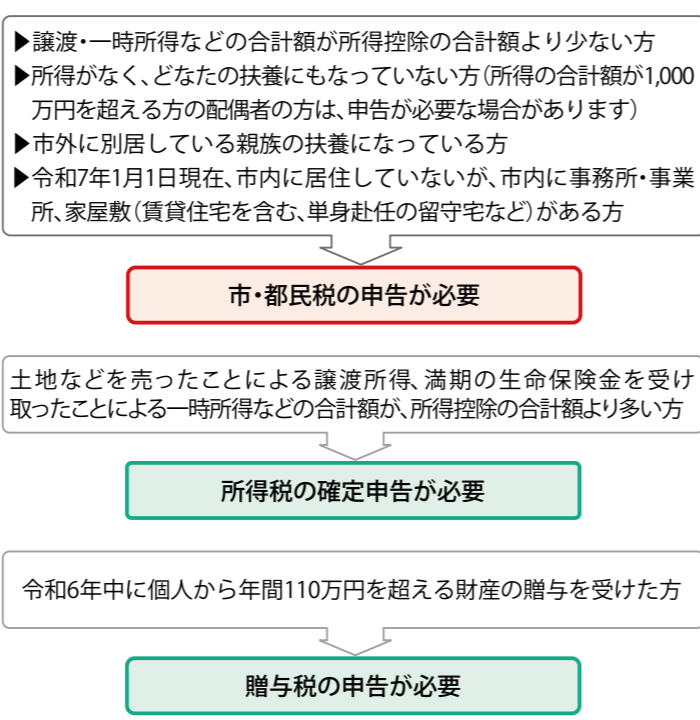 ▶譲渡・一時所得などの合計額が所得控除の合計額より少ない方
▶所得がなく、どなたの扶養にもなっていない方(所得の合計額が1,000
万円を超える方の配偶者の方は、申告が必要な場合があります)
▶市外に別居している親族の扶養になっている方
▶令和7年1月1日現在、市内に居住していないが、市内に事務所・事業
所、家屋敷(賃貸住宅を含む、単身赴任の留守宅など)がある方
市・都民税の申告が必要
土地などを売ったことによる譲渡所得、満期の生命保険金を受け
取ったことによる一時所得などの合計額が、所得控除の合計額より多い方
所得税の確定申告が必要
令和6年中に個人から年間110万円を超える財産の贈与を受けた方
贈与税の申告が必要